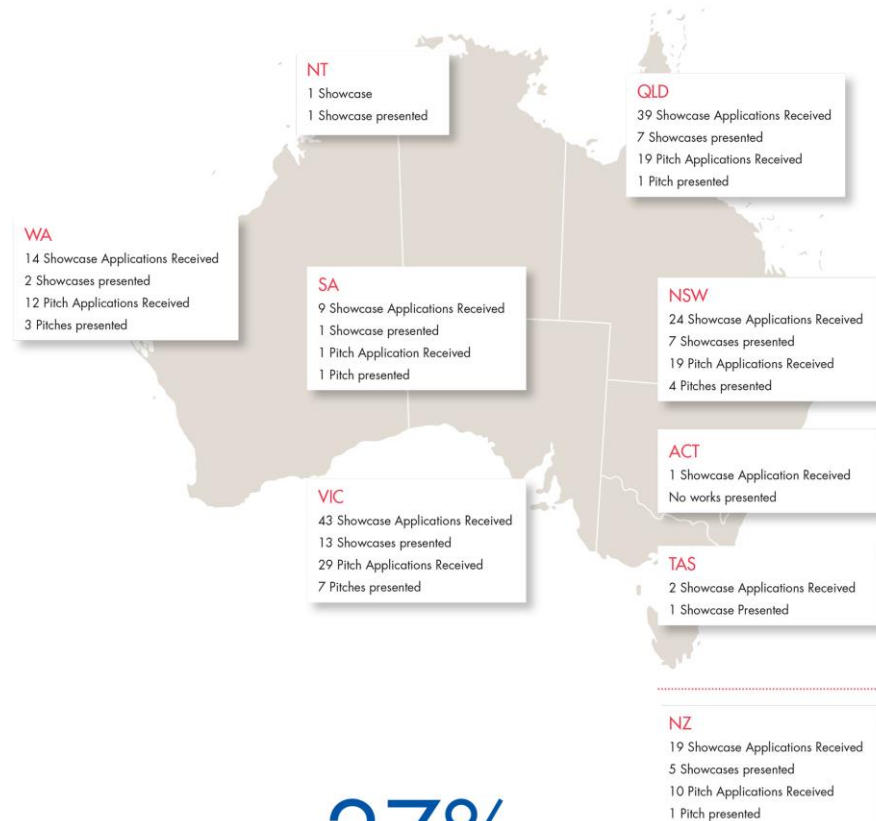 NT
1 Showcase
1 Showcase presented
QLD
39 Showcase Applications Received
7 Showcases presented
19 Pitch Applications Received
1 Pitch presented
WA
14 Showcase Applications Received
2 Showcases presented
12 Pitch Applications Received
3 Pitches presented
SA
9 Showcase Applications Received
1 Showcase presented
1 Pitch Application Received
1 Pitch presented
NSW
24 Showcase Applications Received
7 Showcases presented
19 Pitch Applications Received
4 Pitches presented
ACT
1 Showcase Application Received
No works presented
VIC
43 Showcase Applications Received
13 Showcases presented
29 Pitch Applications Received
7 Pitches presented
TAS
2 Showcase Applications Received
1 Showcase Presented
NZ
19 Showcase Applications Received
5 Showcases presented
10 Pitch Applications Received
1 Pitch presented